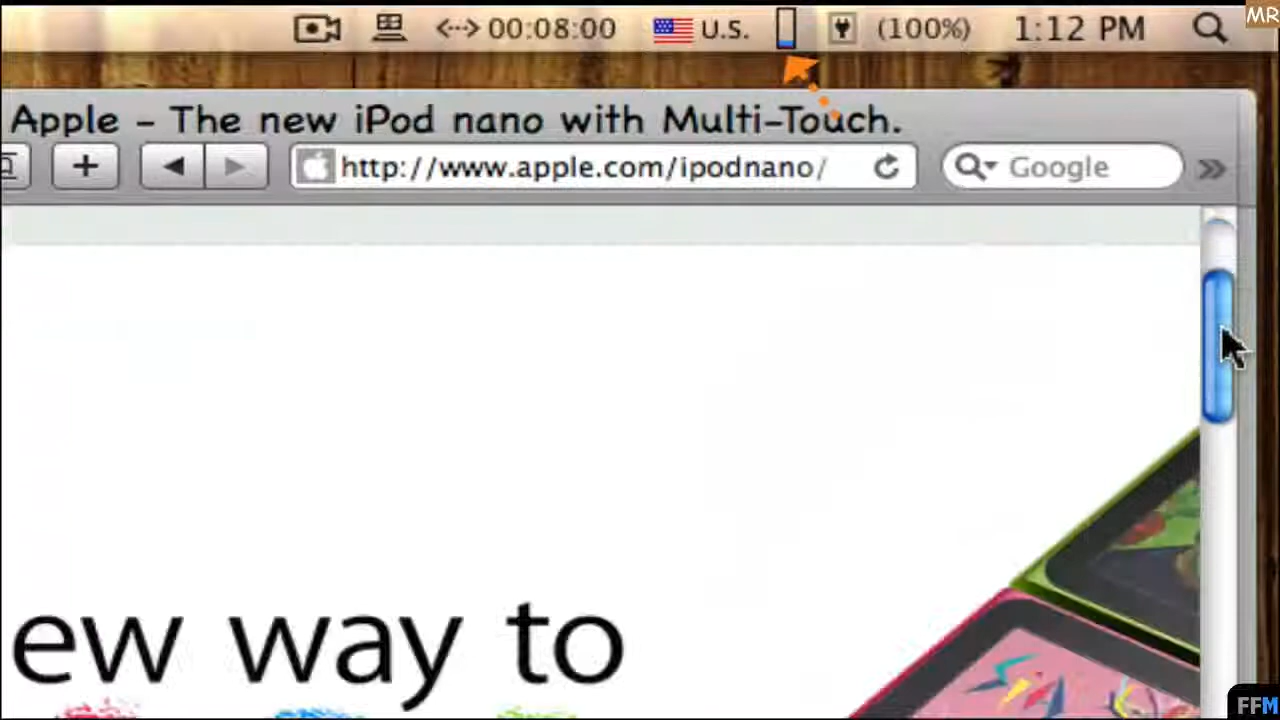 00:08:00 U.S. (100%) 1:12 PM
MR
Apple – The new iPod nano with Multi-Touch.
http://www.apple.com/ipodnano/ Google
ew way to
FFM